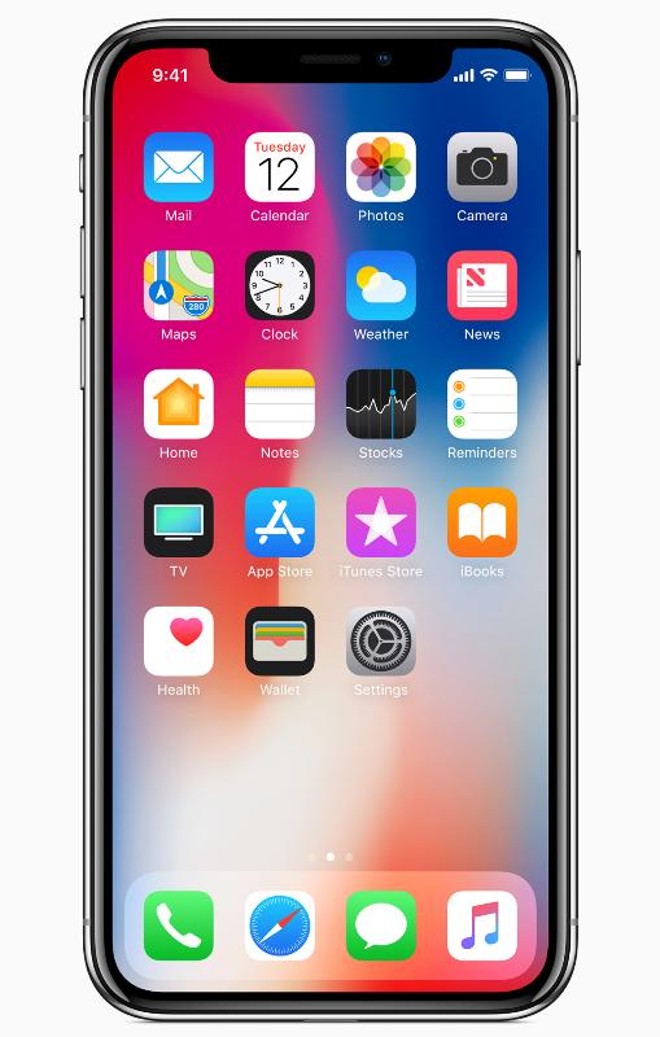 9:41
Tuesday
12
Mail Calendar Photos Camera
280
Maps Clock Weather News
Home Notes Stocks Reminders
TV App Store iTunes Store iBooks
Health Wallet Settings